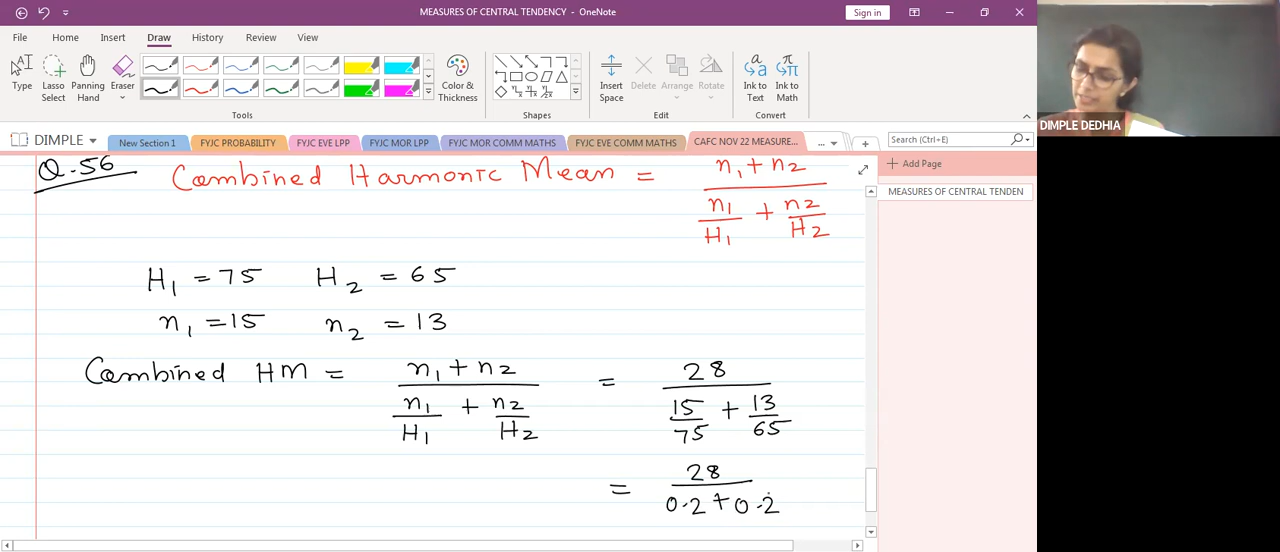 MEASURES OF CENTRAL TENDENCY - OneNote
Sign in
File Home Insert Draw History Review View
Type Lasso Select Panning Hand Eraser
Color & Thickness
Insert Space Delete Arrange Rotate
Ink to Text Ink to Math
Tools Shapes Edit Convert
DIMPLE New Section 1 FYJC PROBABILITY FYJC EVE LPP FYJC MOR LPP FYJC MOR COMM MATHS FYJC EVE COMM MATHS CAFC NOV 22 MEASURE... ... Search (Ctrl+E)
DIMPLE DEDHIA
Add Page
MEASURES OF CENTRAL TENDEN
Q.56 Combined Harmonic Mean = (n₁ + n₂) / (n₁/H₁ + n₂/H₂)
H₁ = 75 H₂ = 65
n₁ = 15 n₂ = 13
Combined HM = (n₁ + n₂) / (n₁/H₁ + n₂/H₂) = 28 / (15/75 + 13/65)
= 28 / (0.2 + 0.2)